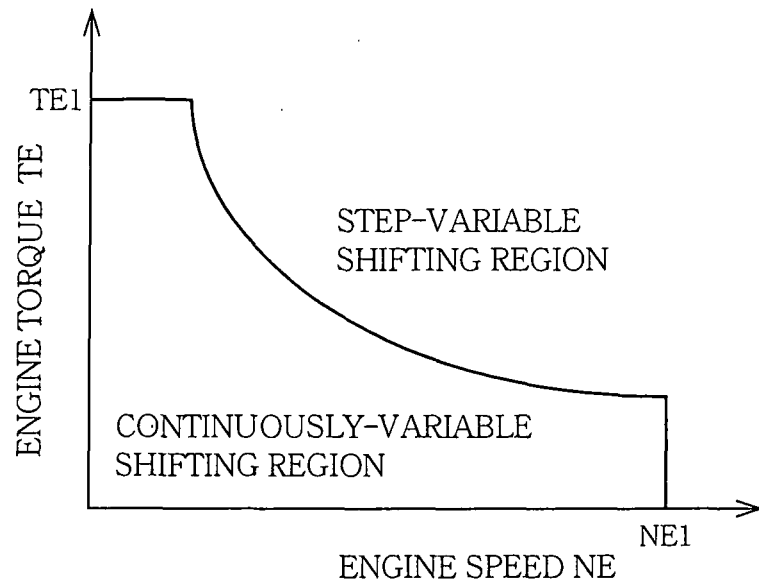 TE1
ENGINE TORQUE TE
STEP-VARIABLE
SHIFTING REGION
CONTINUOUSLY-VARIABLE
SHIFTING REGION
NE1
ENGINE SPEED NE